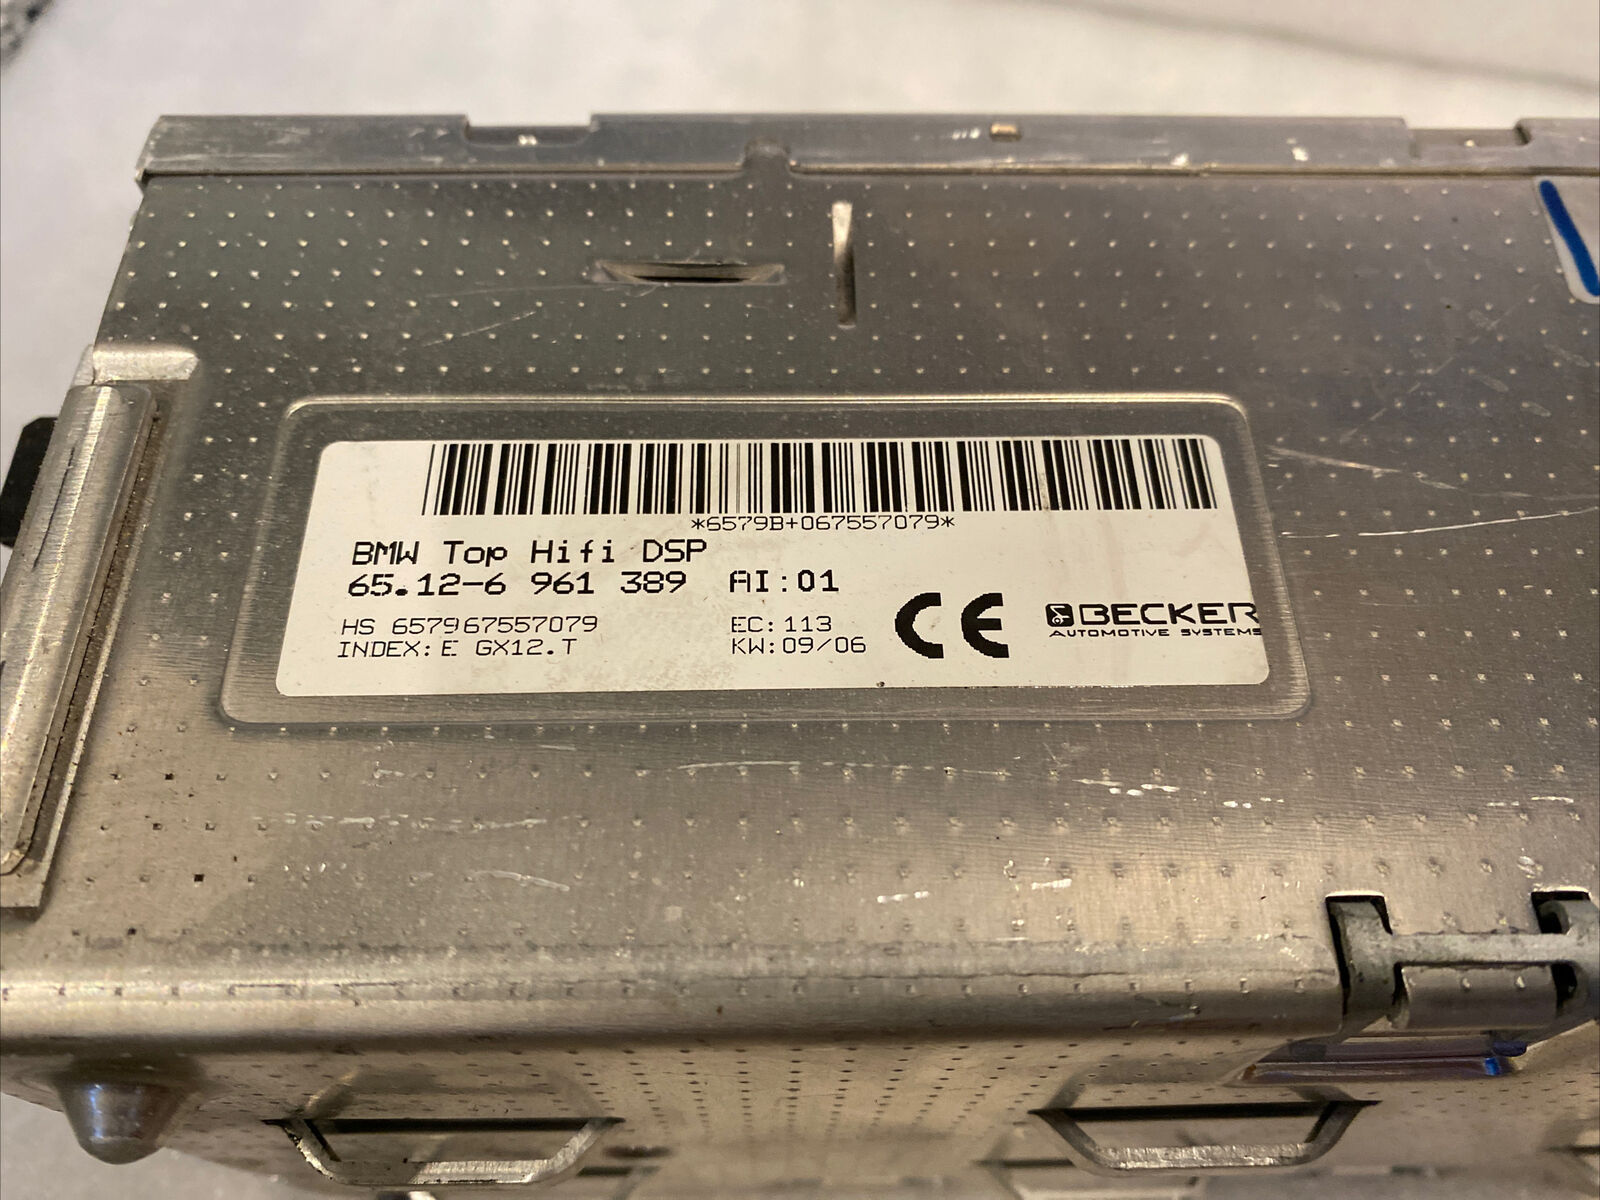 *6579B+067557079*
BMW Top Hifi DSP
65.12-6 961 389 AI:01
HS 657967557079 EC:113
INDEX: E GX12.T KW:09/06
CE
BECKER
AUTOMOTIVE SYSTEMS